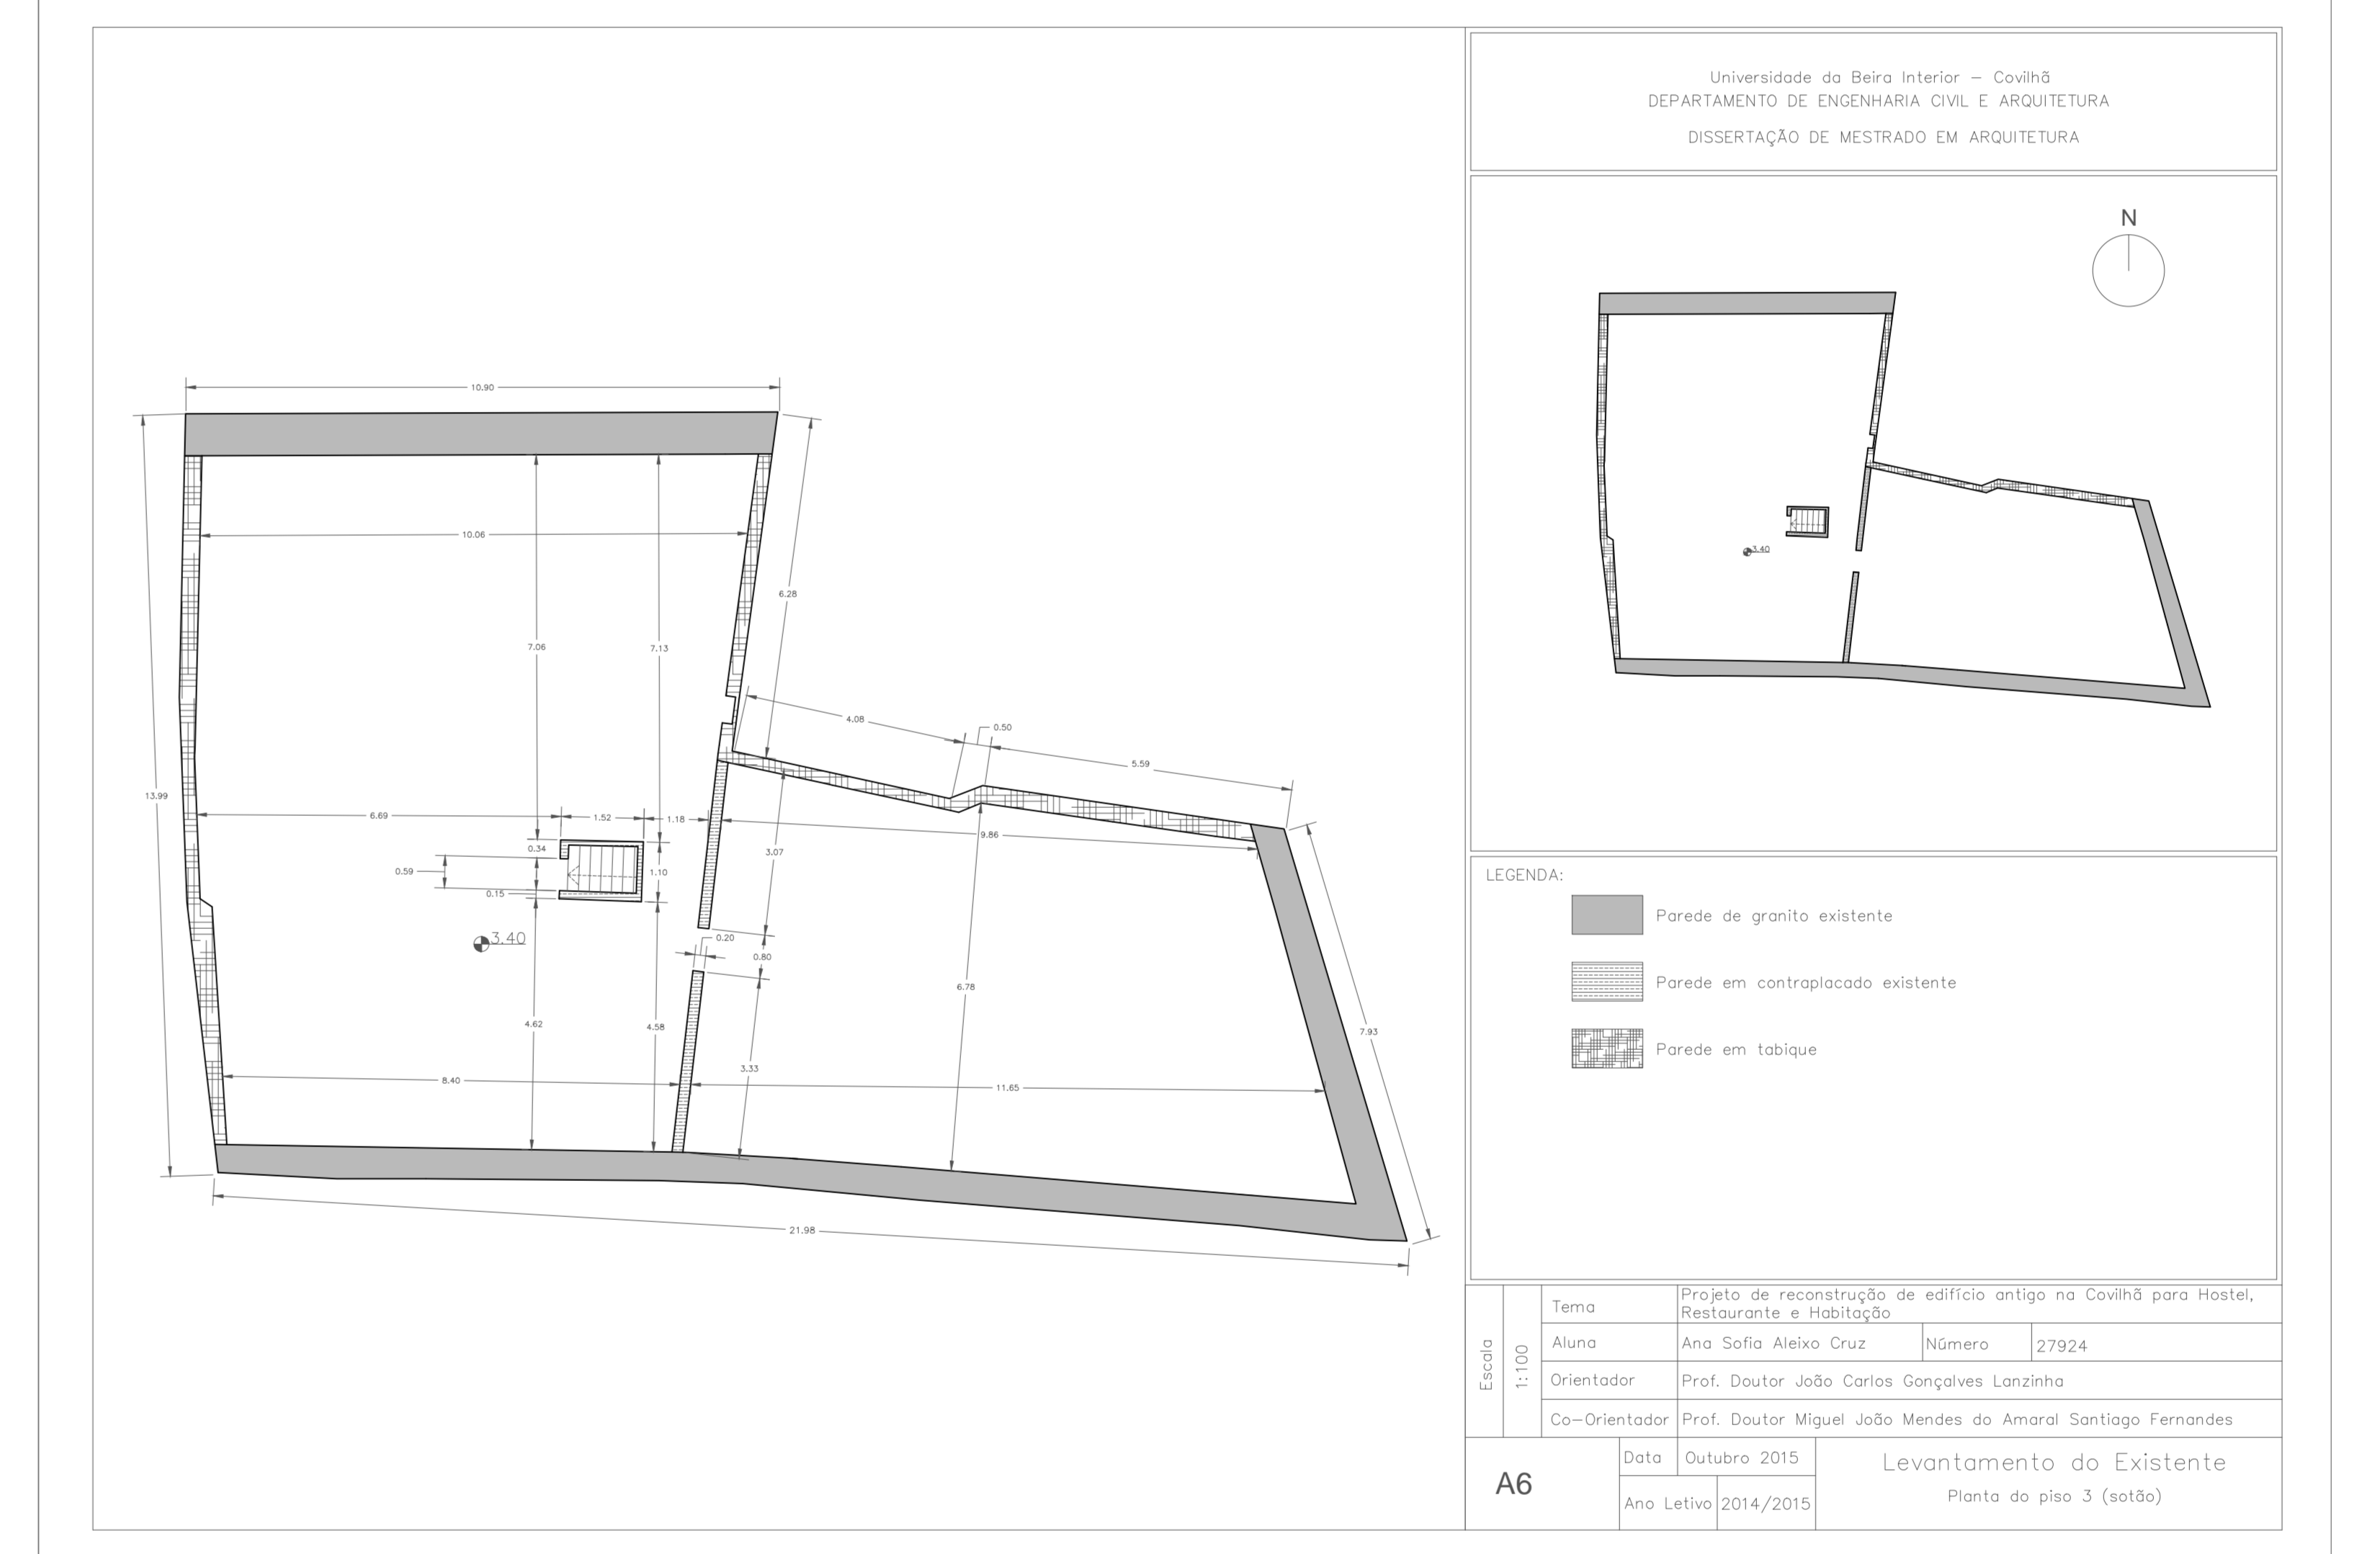 10.90
10.06
6.28
7.06
7.13
4.08
0.50
5.59
13.99
6.69
1.52
1.18
9.86
0.34
3.07
0.59
1.10
0.15
3.40
0.20
0.80
6.78
4.62
4.58
7.93
3.33
8.40
11.65
21.98
Universidade da Beira Interior – Covilhã
DEPARTAMENTO DE ENGENHARIA CIVIL E ARQUITETURA
DISSERTAÇÃO DE MESTRADO EM ARQUITETURA
N
3.40
LEGENDA:
Parede de granito existente
Parede em contraplacado existente
Parede em tabique
Escala
1:100
Tema
Projeto de reconstrução de edifício antigo na Covilhã para Hostel,
Restaurante e Habitação
Aluna
Ana Sofia Aleixo Cruz
Número
27924
Orientador
Prof. Doutor João Carlos Gonçalves Lanzinha
Co–Orientador
Prof. Doutor Miguel João Mendes do Amaral Santiago Fernandes
A6
Data
Outubro 2015
Ano Letivo
2014/2015
Levantamento do Existente
Planta do piso 3 (sotão)